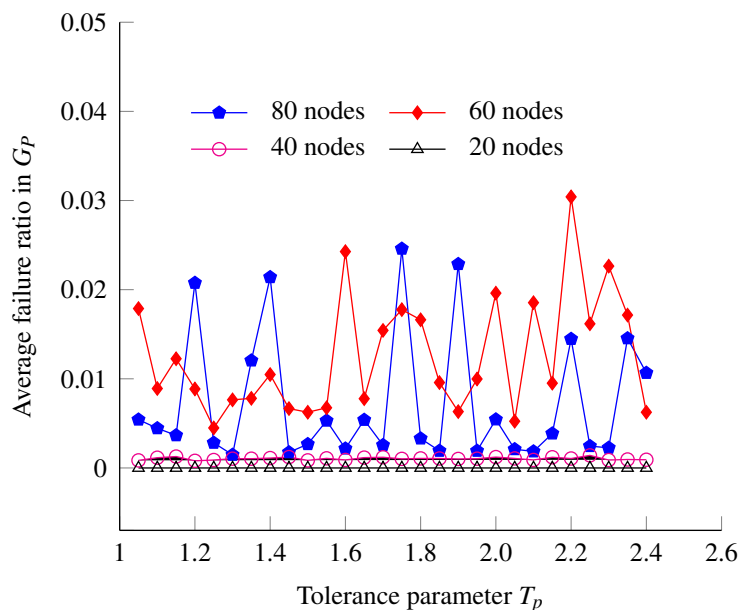 0.05
0.04
0.03
0.02
0.01
0
Average failure ratio in G_P
80 nodes
60 nodes
40 nodes
20 nodes
1
1.2
1.4
1.6
1.8
2.0
2.2
2.4
2.6
Tolerance parameter T_p